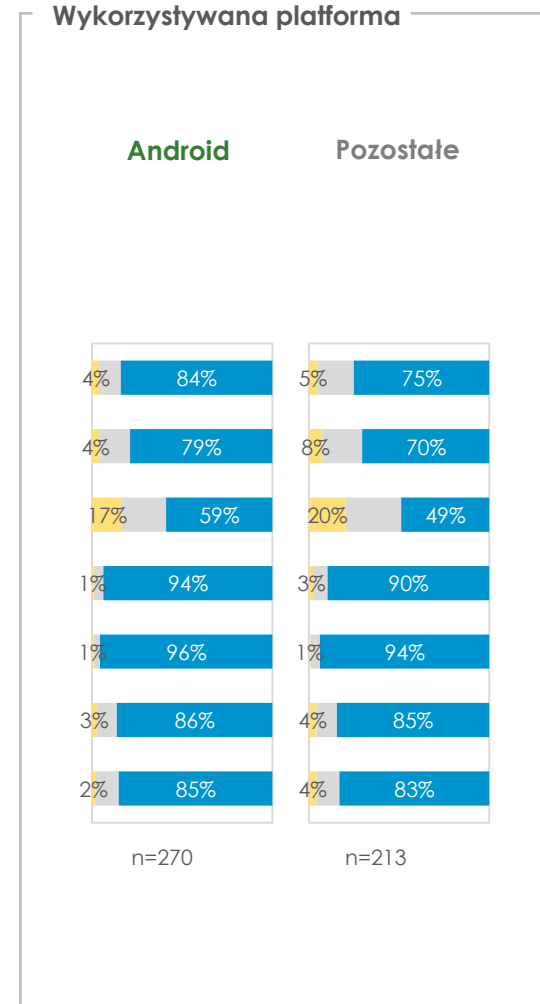 Wykorzystywana platforma
Android Pozostałe
4% 84% 5% 75%
4% 79% 8% 70%
17% 59% 20% 49%
1% 94% 3% 90%
1% 96% 1% 94%
3% 86% 4% 85%
2% 85% 4% 83%
n=270 n=213